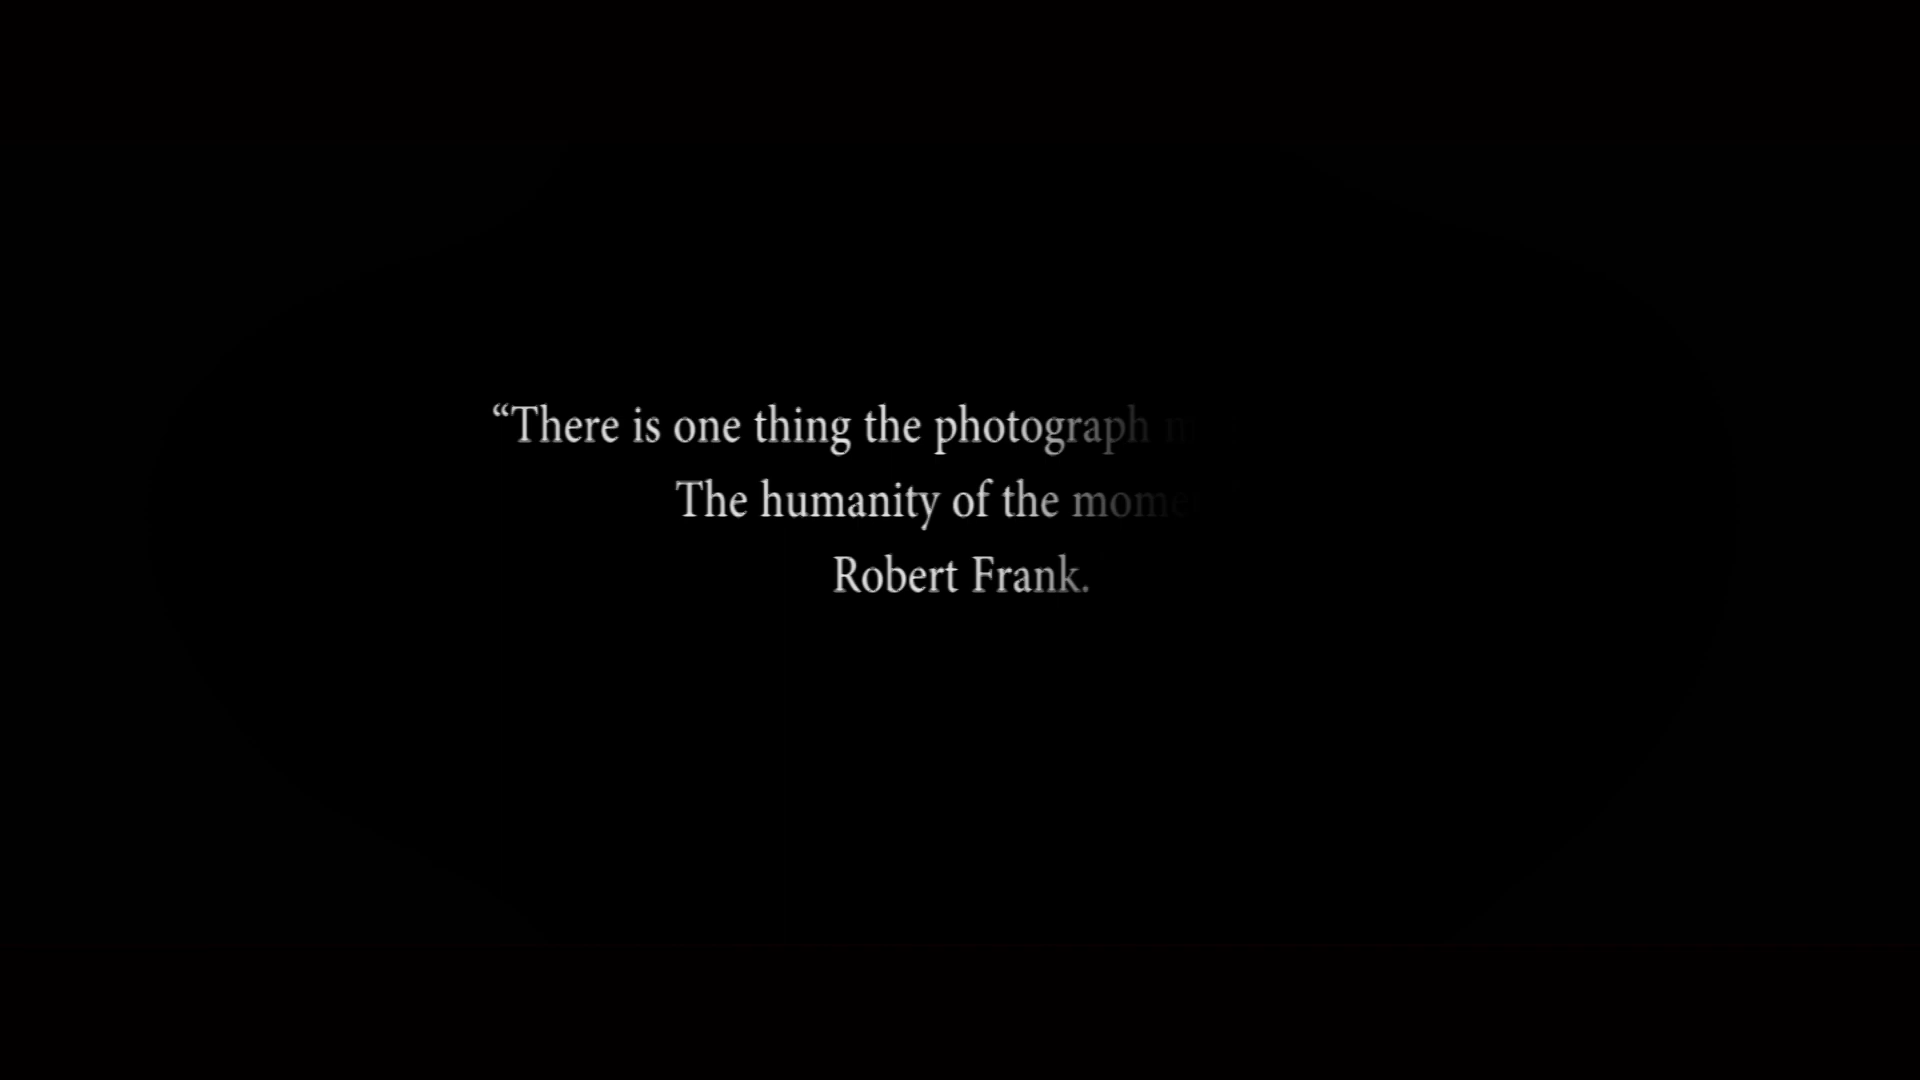 “There is one thing the photograph
The humanity of the
Robert Frank.